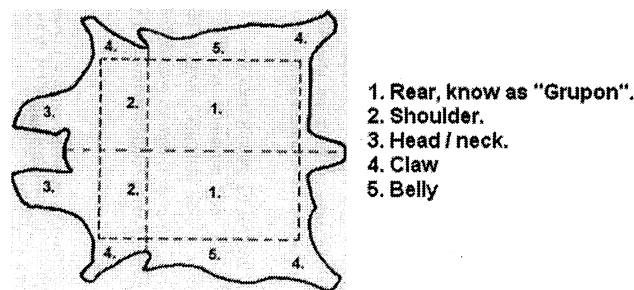 4. 5. 4.
3. 2. 1.
3. 2. 1.
4. 5. 4.
1. Rear, know as "Grupon".
2. Shoulder.
3. Head / neck.
4. Claw
5. Belly